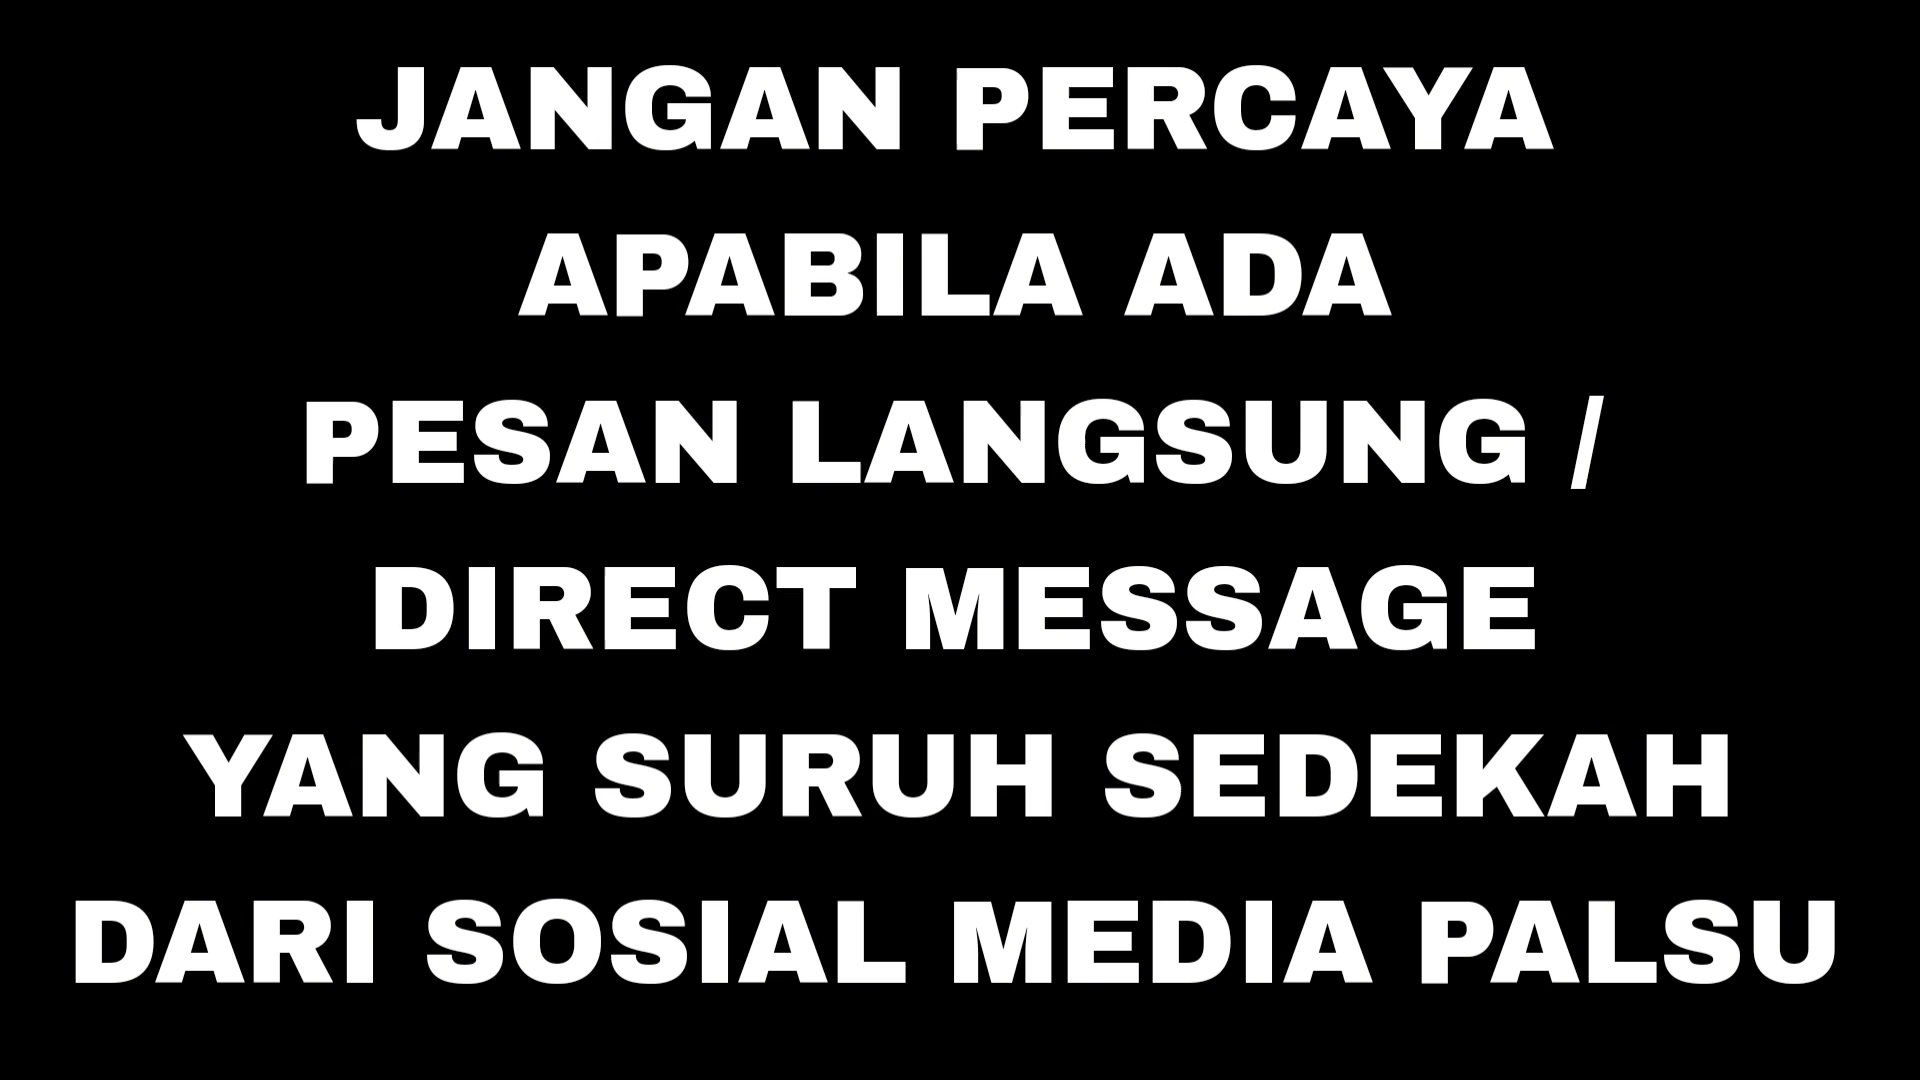 JANGAN PERCAYA
APABILA ADA
PESAN LANGSUNG /
DIRECT MESSAGE
YANG SURUH SEDEKAH
DARI SOSIAL MEDIA PALSU